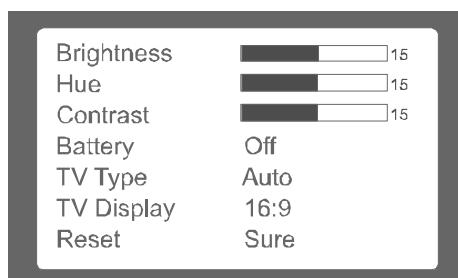 Brightness 15
Hue 15
Contrast 15
Battery Off
TV Type Auto
TV Display 16:9
Reset Sure